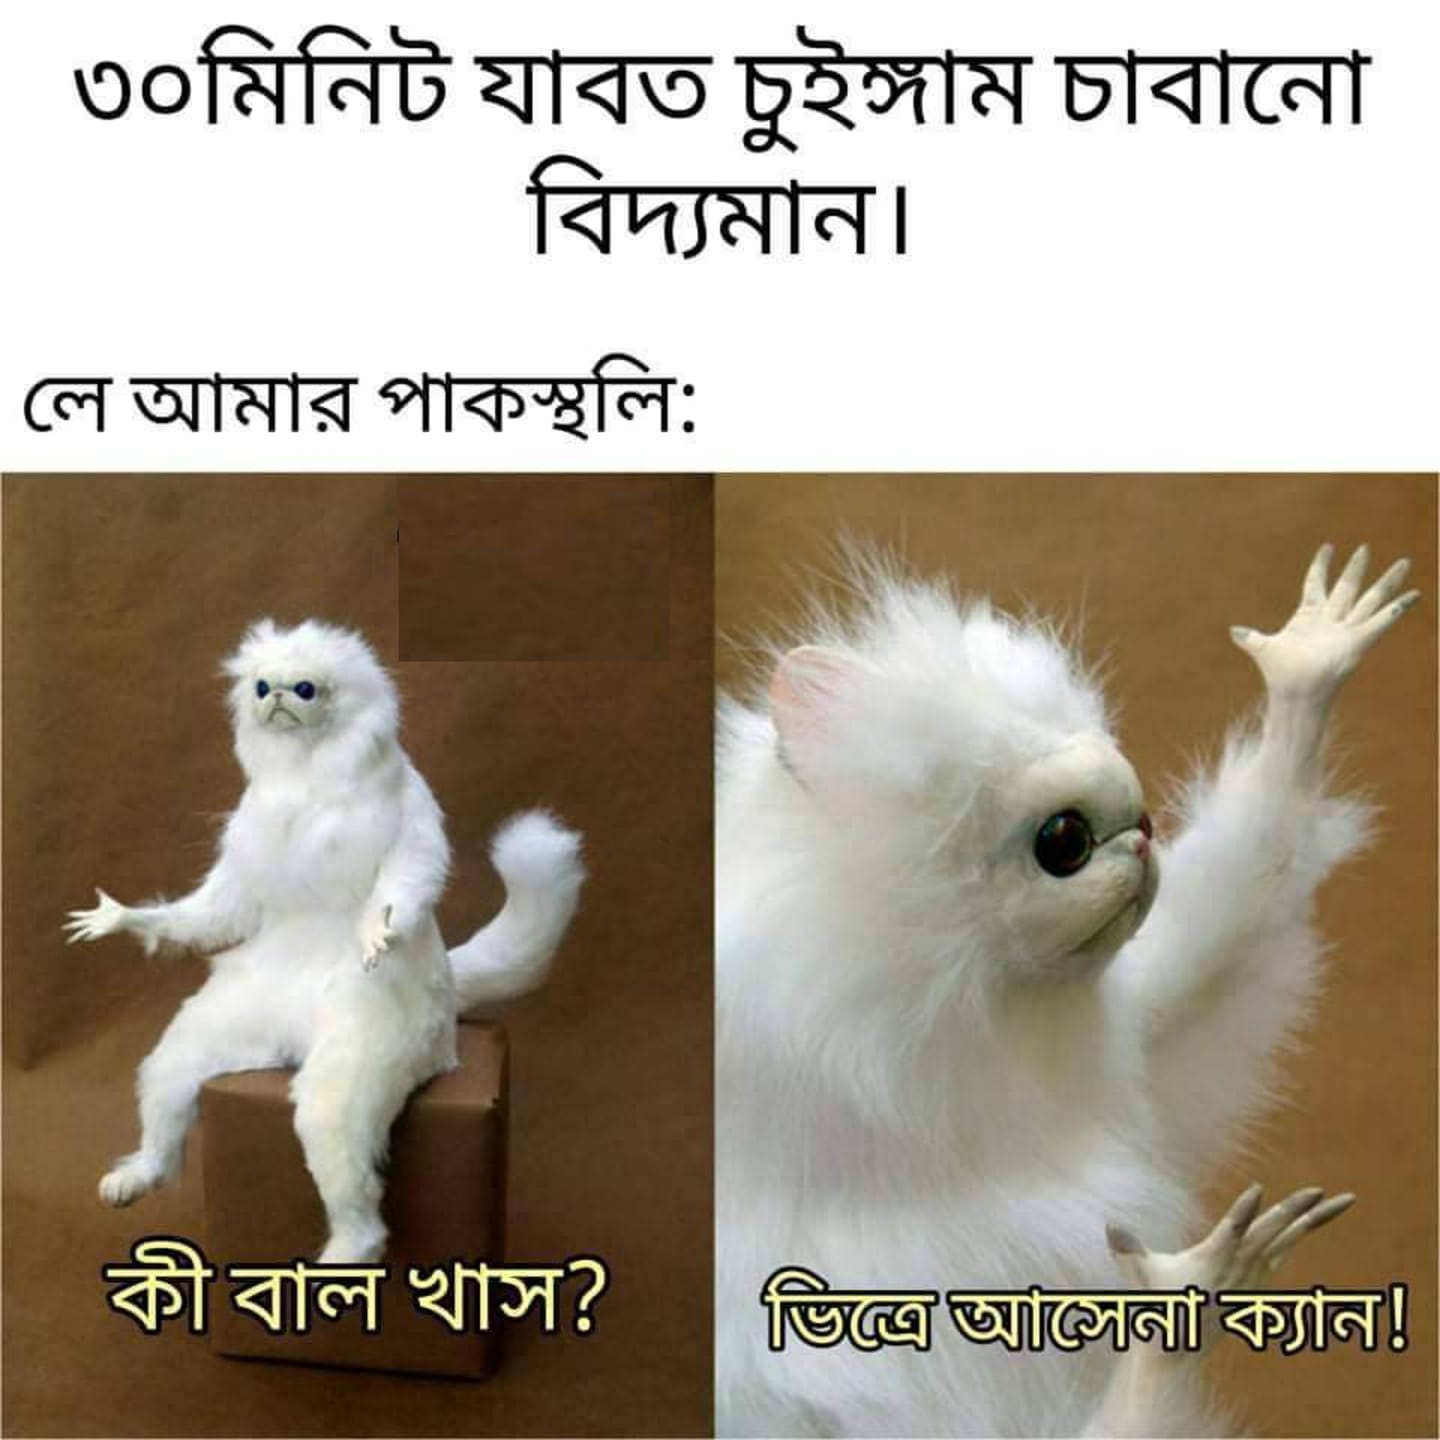 ৩০মিনিট যাবত চুইঙ্গাম চাবানো
বিদ্যমান।
লে আমার পাকস্থলি:
কী বাল খাস?
ভিত্রে আসেনা ক্যান!